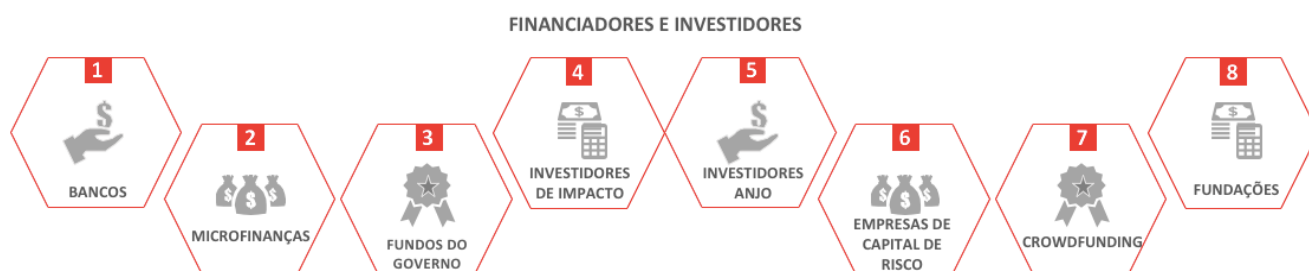 FINANCIADORES E INVESTIDORES
1
BANCOS
2
MICROFINANÇAS
3
FUNDOS DO
GOVERNO
4
INVESTIDORES
DE IMPACTO
5
INVESTIDORES
ANJO
6
EMPRESAS DE
CAPITAL DE
RISCO
7
CROWDFUNDING
8
FUNDAÇÕES